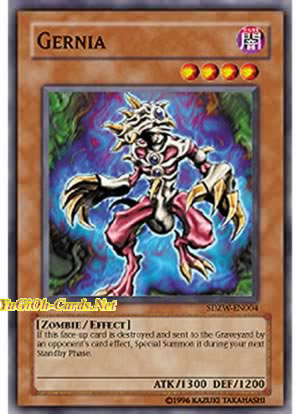 GERNIA
闇
SDZW-EN004
YuGiOh-Cards.Net
[ZOMBIE/EFFECT]
If this face-up card is destroyed and sent to the Graveyard by
an opponent's card effect, Special Summon it during your next
Standby Phase.
ATK/1300 DEF/1200
©1996 KAZUKI TAKAHASHI